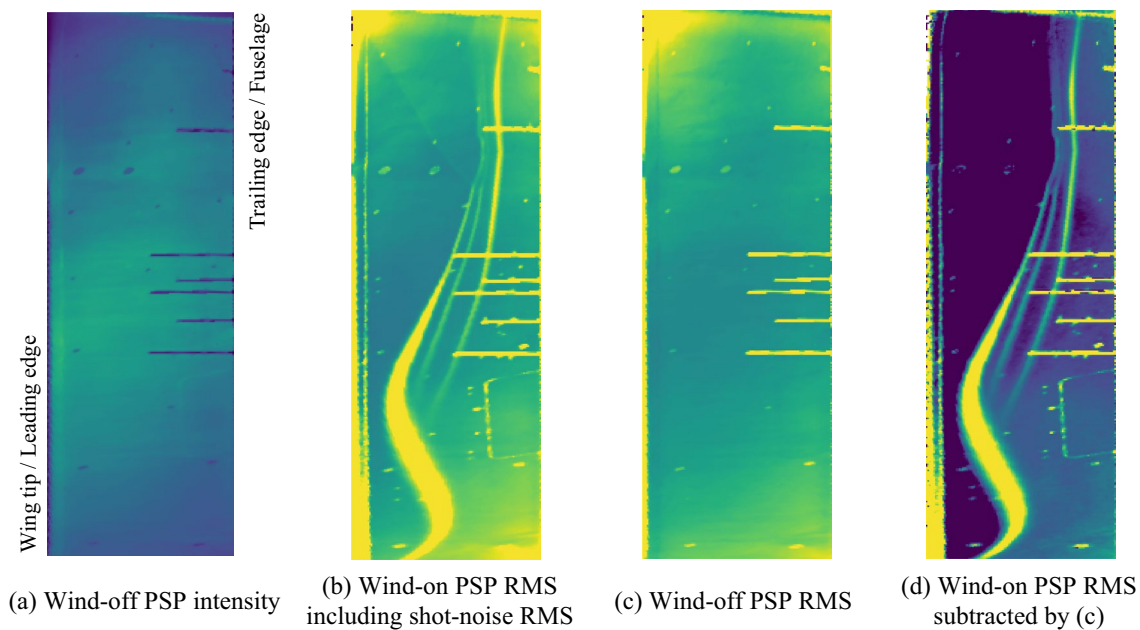 Wing tip / Leading edge
Trailing edge / Fuselage
(a) Wind-off PSP intensity
(b) Wind-on PSP RMS
including shot-noise RMS
(c) Wind-off PSP RMS
(d) Wind-on PSP RMS
subtracted by (c)